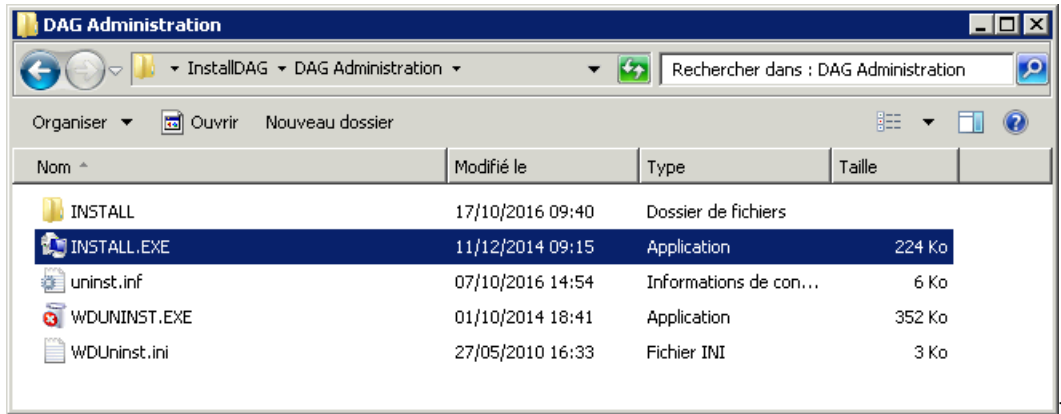 DAG Administration
InstallDAG DAG Administration Rechercher dans : DAG Administration
Organiser Ouvrir Nouveau dossier
Nom Modifié le Type Taille
INSTALL 17/10/2016 09:40 Dossier de fichiers
INSTALL.EXE 11/12/2014 09:15 Application 224 Ko
uninst.inf 07/10/2016 14:54 Informations de con... 6 Ko
WDUNINST.EXE 01/10/2014 18:41 Application 352 Ko
WDUninst.ini 27/05/2010 16:33 Fichier INI 3 Ko